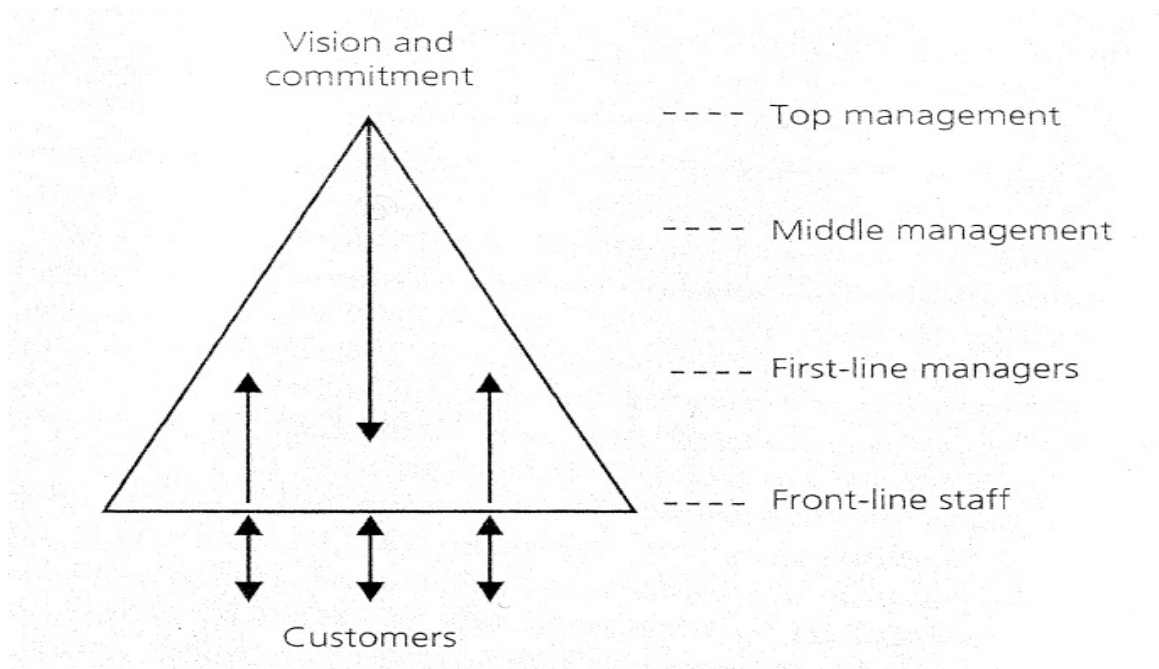 Vision and
commitment
Top management
Middle management
First-line managers
Front-line staff
Customers